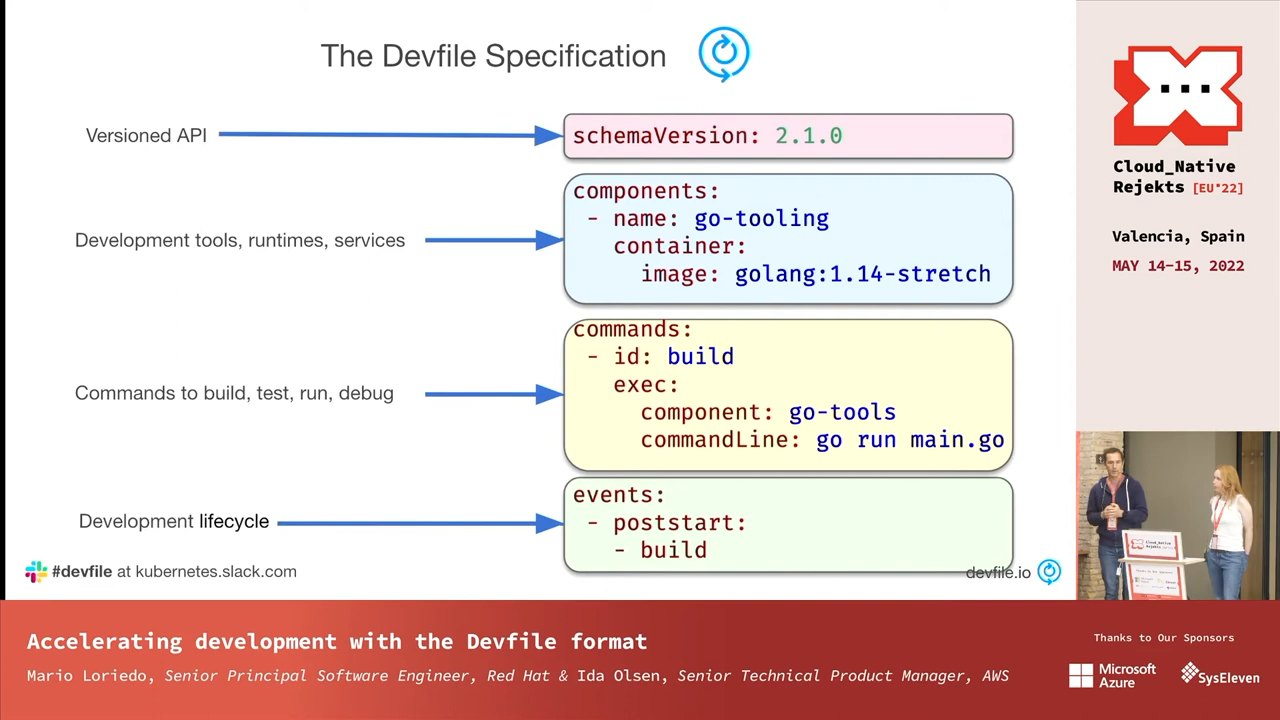 The Devfile Specification
Versioned API
schemaVersion: 2.1.0
Development tools, runtimes, services
components:
- name: go-tooling
container:
image: golang:1.14-stretch
Commands to build, test, run, debug
commands:
- id: build
exec:
component: go-tools
commandLine: go run main.go
Development lifecycle
events:
- poststart:
- build
#devfile at kubernetes.slack.com
devfile.io
Cloud_Native
Rejekts [EU'22]
Valencia, Spain
MAY 14-15, 2022
Cloud_Native
Accelerating development with the Devfile format
Mario Loriedo, Senior Principal Software Engineer, Red Hat & Ida Olsen, Senior Technical Product Manager, AWS
Thanks to Our Sponsors
Microsoft
Azure
SysEleven